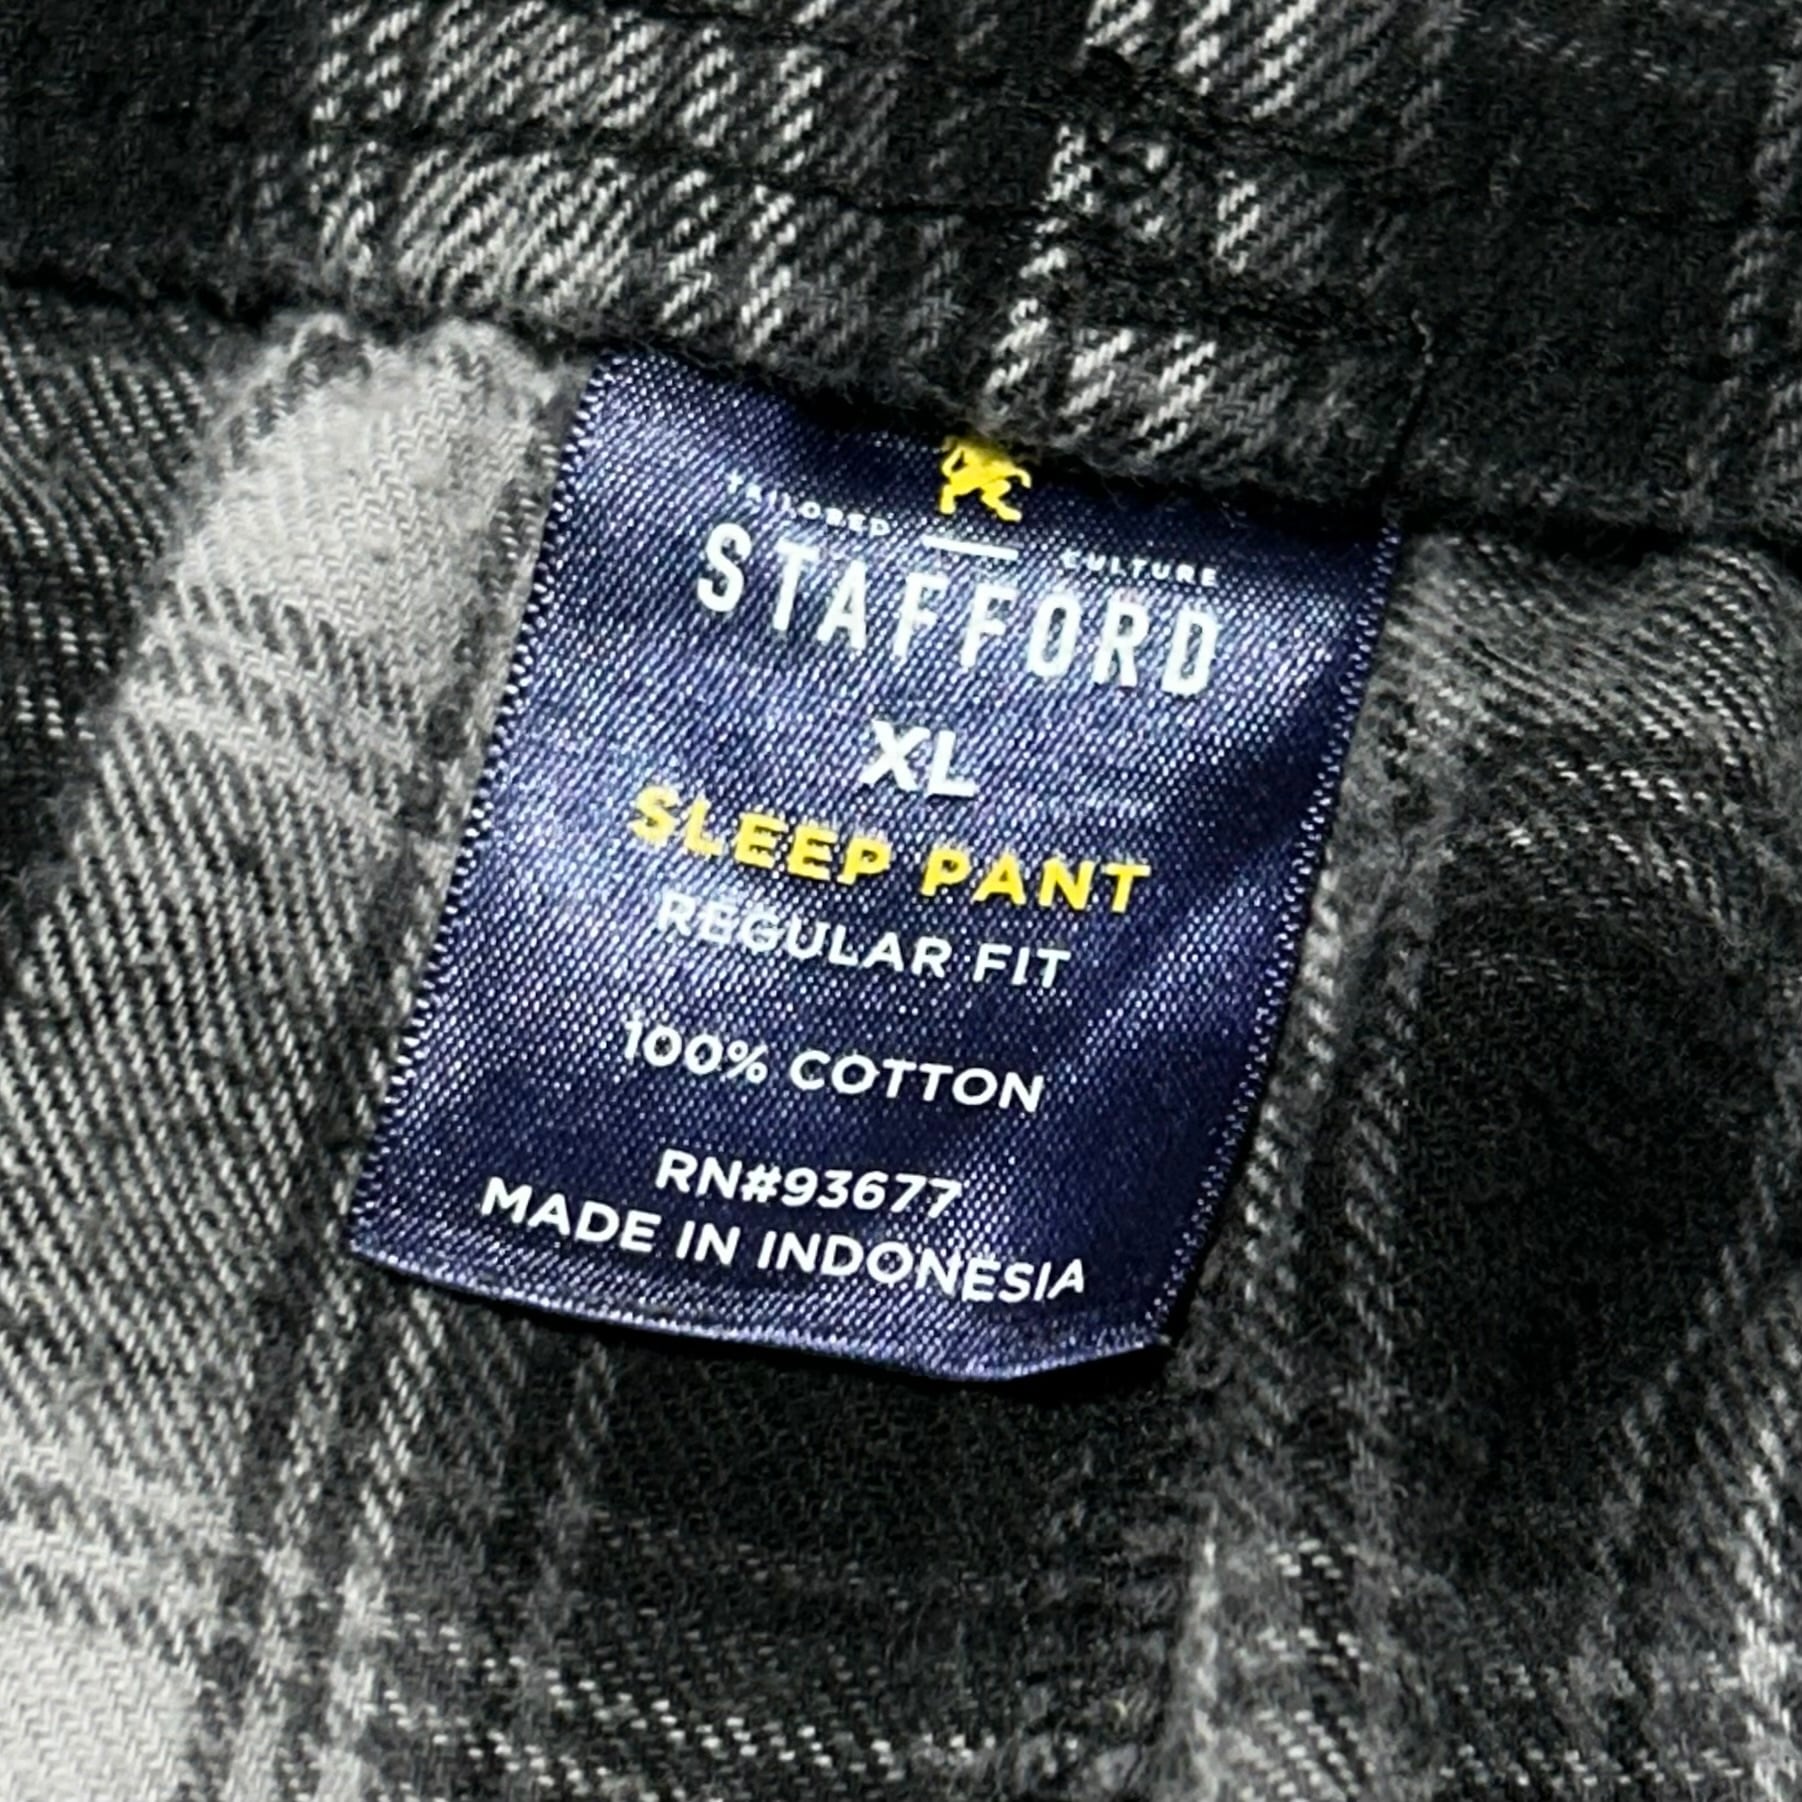 TAILORED CULTURE
STAFFORD
XL
SLEEP PANT
REGULAR FIT
100% COTTON
RN#93677
MADE IN INDONESIA